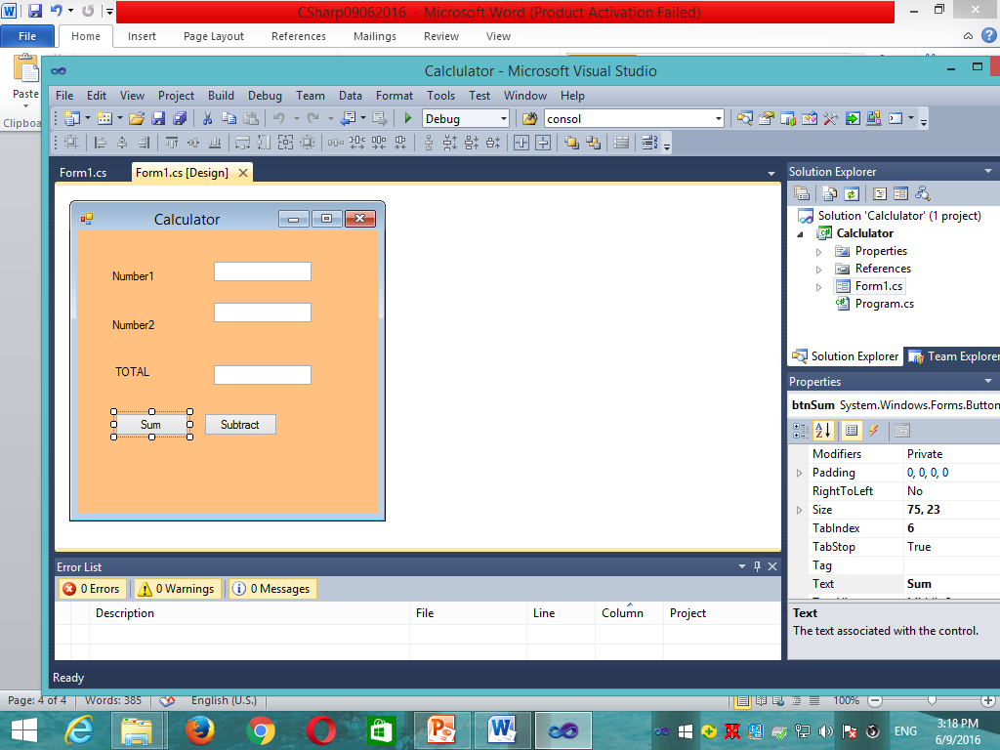 CSharp09062016 - Microsoft Word (Product Activation Failed)
File Home Insert Page Layout References Mailings Review View
Paste
Clipboa
Calclulator - Microsoft Visual Studio
File Edit View Project Build Debug Team Data Format Tools Test Window Help
Debug consol
Form1.cs Form1.cs [Design]
Calculator
Number1
Number2
TOTAL
Sum Subtract
Solution Explorer
Solution 'Calclulator' (1 project)
Calclulator
Properties
References
Form1.cs
Program.cs
Solution Explorer Team Explorer
Properties
btnSum System.Windows.Forms.Button
Modifiers Private
Padding 0, 0, 0, 0
RightToLeft No
Size 75, 23
TabIndex 6
TabStop True
Tag
Text Sum
Text
The text associated with the control.
Error List
0 Errors 0 Warnings 0 Messages
Description File Line Column Project
Ready
Page: 4 of 4 Words: 385 English (U.S.) 100%
ENG 3:18 PM
6/9/2016